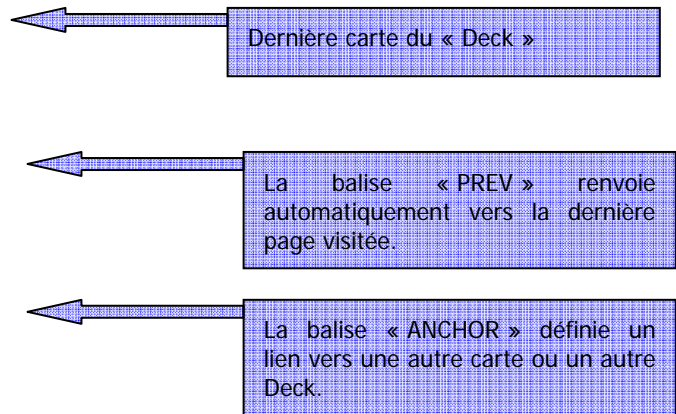 Dernière carte du « Deck »
La balise « PREV » renvoie
automatiquement vers la dernière
page visitée.
La balise « ANCHOR » définie un
lien vers une autre carte ou un autre
Deck.